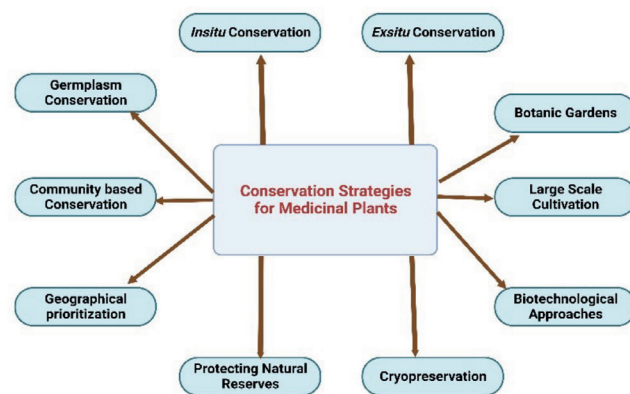 Insitu Conservation
Exsitu Conservation
Germplasm
Conservation
Botanic Gardens
Community based
Conservation
Conservation Strategies
for Medicinal Plants
Large Scale
Cultivation
Geographical
prioritization
Biotechnological
Approaches
Protecting Natural
Reserves
Cryopreservation